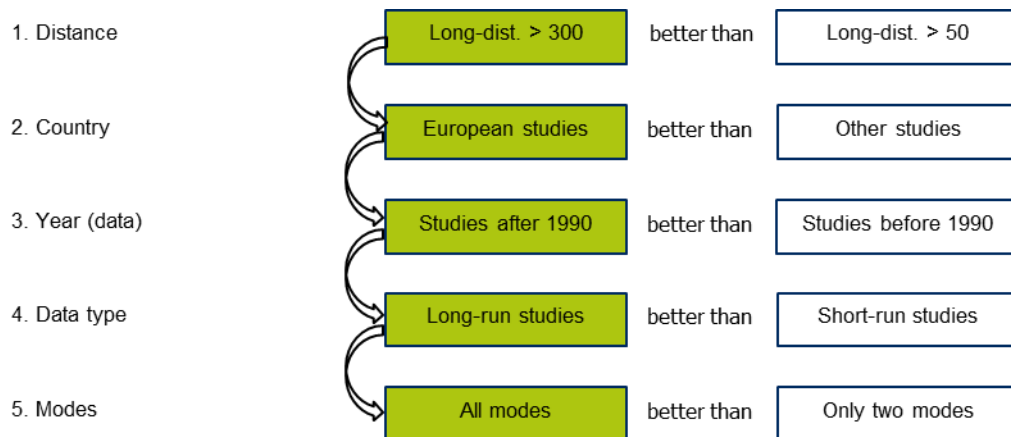 1. Distance Long-dist. > 300 better than Long-dist. > 50
2. Country European studies better than Other studies
3. Year (data) Studies after 1990 better than Studies before 1990
4. Data type Long-run studies better than Short-run studies
5. Modes All modes better than Only two modes